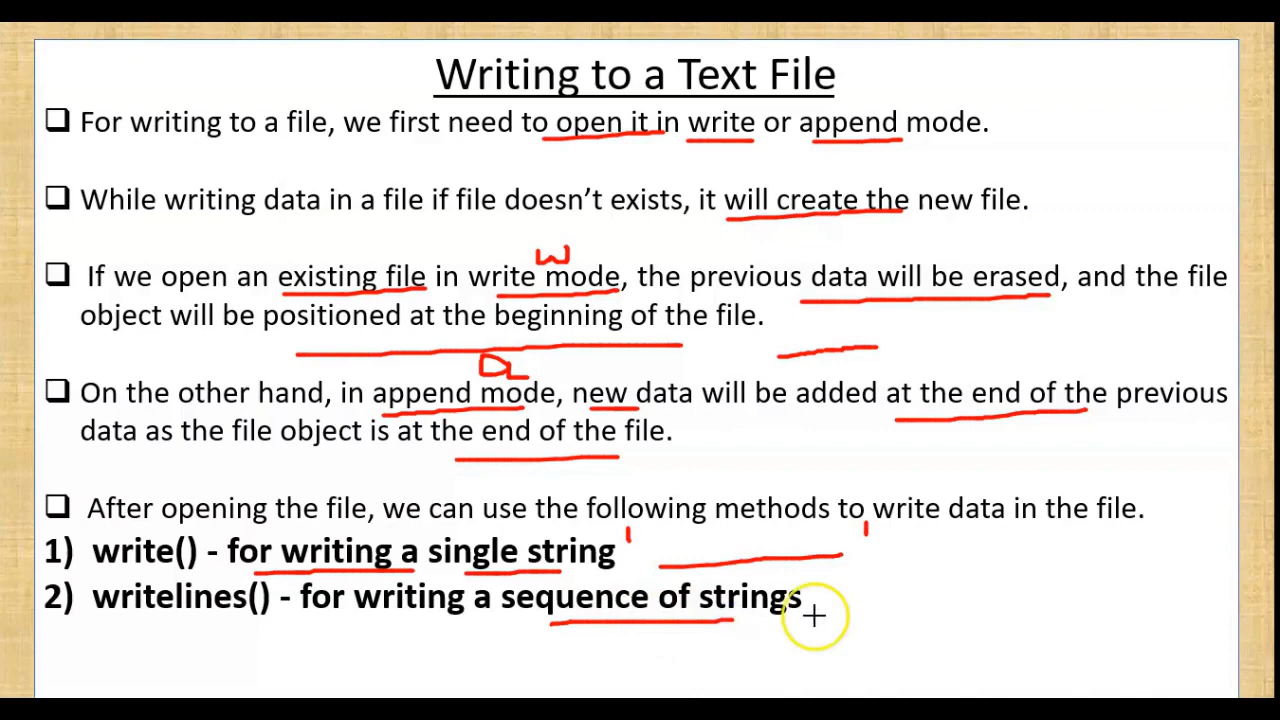 Writing to a Text File
❑ For writing to a file, we first need to open it in write or append mode.
❑ While writing data in a file if file doesn’t exists, it will create the new file.
w
❑ If we open an existing file in write mode, the previous data will be erased, and the file
object will be positioned at the beginning of the file.
a
❑ On the other hand, in append mode, new data will be added at the end of the previous
data as the file object is at the end of the file.
❑ After opening the file, we can use the following methods to write data in the file.
1) write() - for writing a single string ' '
2) writelines() - for writing a sequence of strings